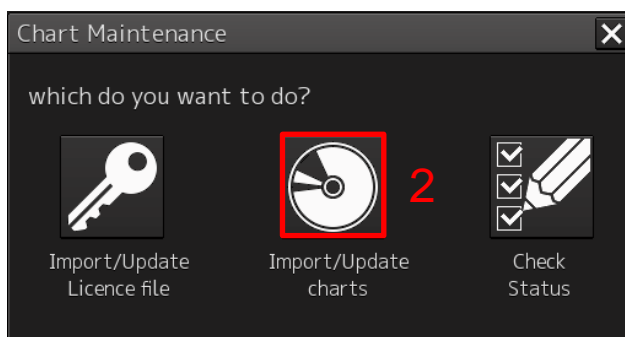 Chart Maintenance
which do you want to do?
2
Import/Update
Licence file
Import/Update
charts
Check
Status